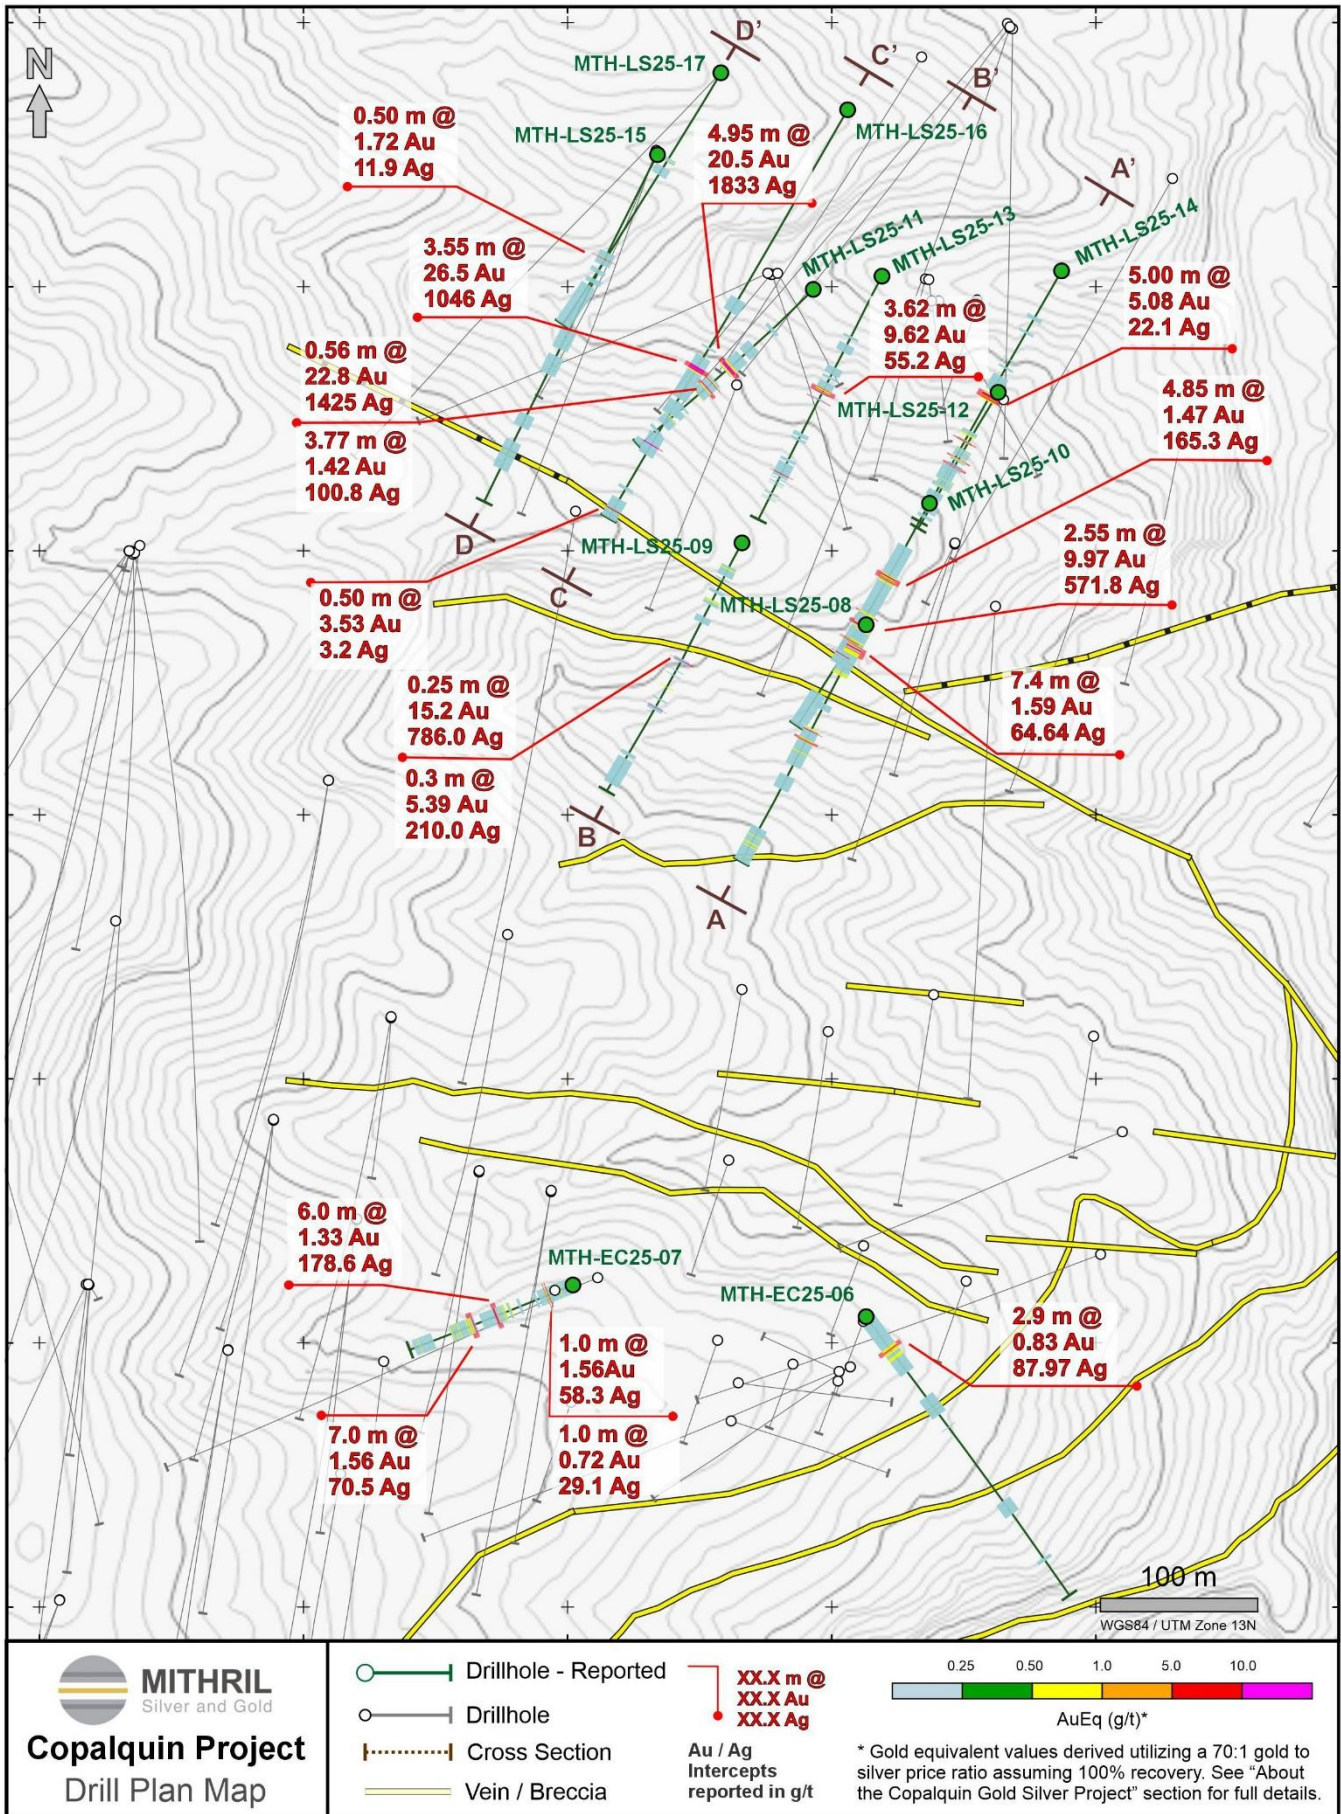 N
D’
C’
B’
A’
MTH-LS25-17
MTH-LS25-15
MTH-LS25-16
MTH-LS25-11
MTH-LS25-13
MTH-LS25-14
0.50 m @
1.72 Au
11.9 Ag
4.95 m @
20.5 Au
1833 Ag
3.55 m @
26.5 Au
1046 Ag
3.62 m @
9.62 Au
55.2 Ag
5.00 m @
5.08 Au
22.1 Ag
0.56 m @
22.8 Au
1425 Ag
3.77 m @
1.42 Au
100.8 Ag
MTH-LS25-12
4.85 m @
1.47 Au
165.3 Ag
MTH-LS25-10
D
MTH-LS25-09
2.55 m @
9.97 Au
571.8 Ag
C
0.50 m @
3.53 Au
3.2 Ag
MTH-LS25-08
0.25 m @
15.2 Au
786.0 Ag
0.3 m @
5.39 Au
210.0 Ag
7.4 m @
1.59 Au
64.64 Ag
B
A
6.0 m @
1.33 Au
178.6 Ag
MTH-EC25-07
MTH-EC25-06
1.0 m @
1.56Au
58.3 Ag
1.0 m @
0.72 Au
29.1 Ag
2.9 m @
0.83 Au
87.97 Ag
7.0 m @
1.56 Au
70.5 Ag
100 m
WGS84 / UTM Zone 13N
MITHRIL
Silver and Gold
Copalquin Project
Drill Plan Map
Drillhole - Reported
Drillhole
Cross Section
Vein / Breccia
XX.X m @
XX.X Au
XX.X Ag
Au / Ag
Intercepts
reported in g/t
0.25 0.50 1.0 5.0 10.0
AuEq (g/t)*
* Gold equivalent values derived utilizing a 70:1 gold to
silver price ratio assuming 100% recovery. See “About
the Copalquin Gold Silver Project” section for full details.